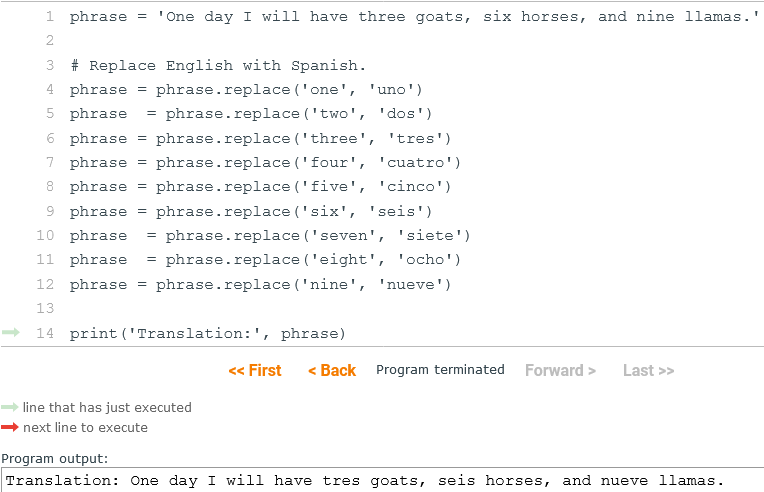 1 phrase = 'One day I will have three goats, six horses, and nine llamas.'
2
3 # Replace English with Spanish.
4 phrase = phrase.replace('one', 'uno')
5 phrase  = phrase.replace('two', 'dos')
6 phrase = phrase.replace('three', 'tres')
7 phrase = phrase.replace('four', 'cuatro')
8 phrase = phrase.replace('five', 'cinco')
9 phrase = phrase.replace('six', 'seis')
10 phrase  = phrase.replace('seven', 'siete')
11 phrase  = phrase.replace('eight', 'ocho')
12 phrase = phrase.replace('nine', 'nueve')
13
14 print('Translation:', phrase)
<< First < Back Program terminated Forward > Last >>
line that has just executed
next line to execute
Program output:
Translation: One day I will have tres goats, seis horses, and nueve llamas.